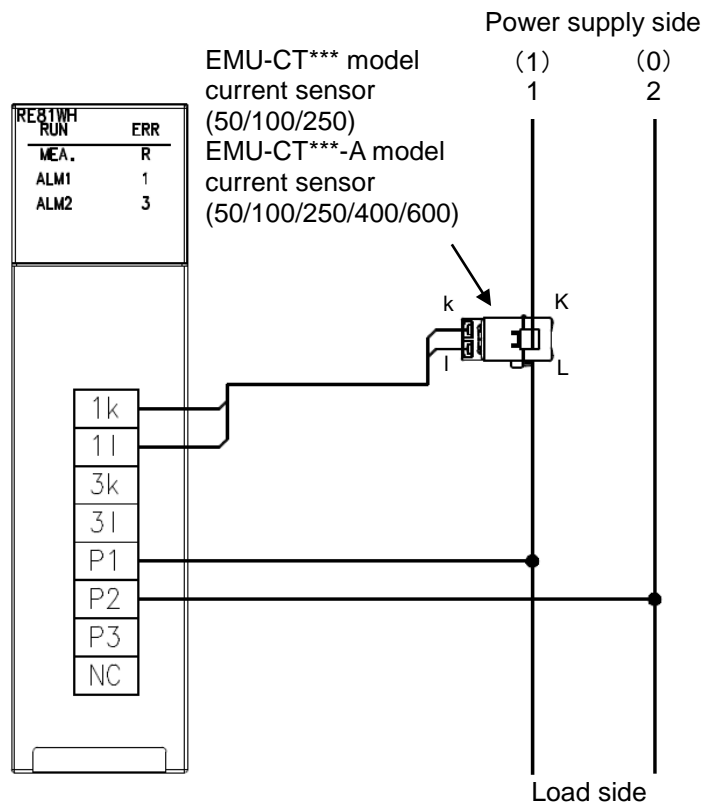 Power supply side
EMU-CT*** model
current sensor
(50/100/250)
EMU-CT***-A model
current sensor
(50/100/250/400/600)
（1） （0）
1 2
RE81WH
RUN ERR
MEA. R
ALM1 1
ALM2 3
k K
l L
1k
1l
3k
3l
P1
P2
P3
NC
Load side